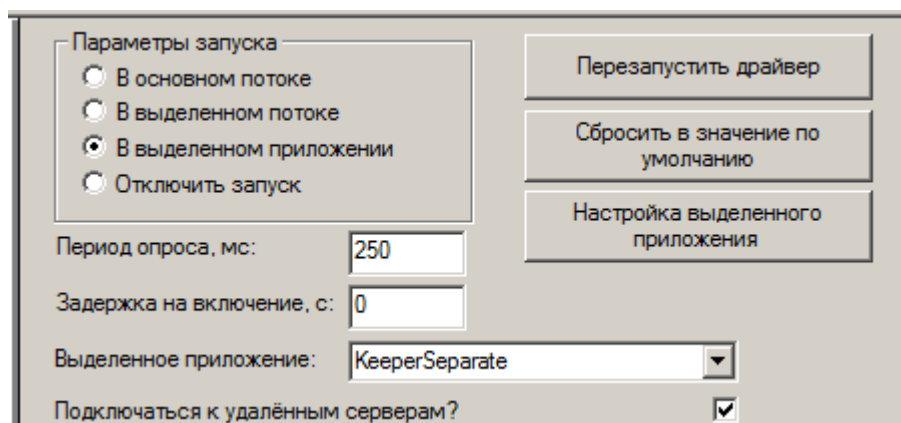 Параметры запуска
В основном потоке
В выделенном потоке
В выделенном приложении
Отключить запуск
Перезапустить драйвер
Сбросить в значение по
умолчанию
Настройка выделенного
приложения
Период опроса, мс:
250
Задержка на включение, с:
0
Выделенное приложение:
KeeperSeparate
Подключаться к удалённым серверам?